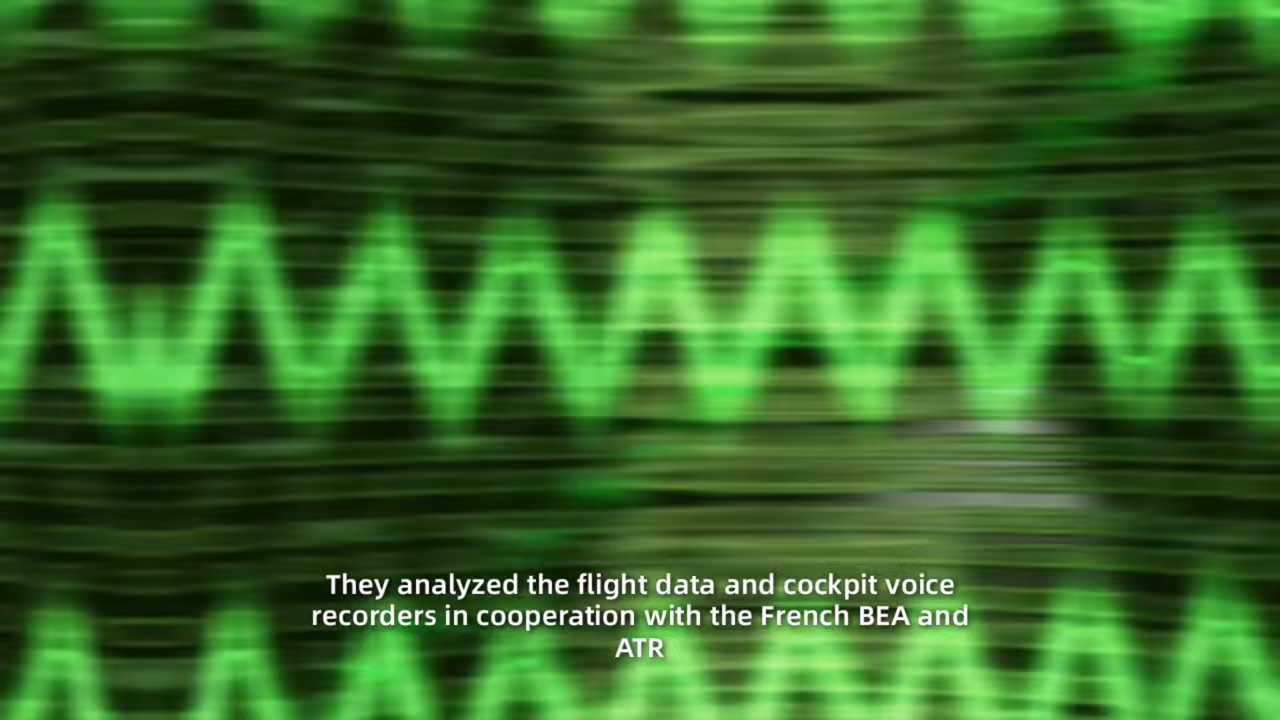 They analyzed the flight data and cockpit voice
recorders in cooperation with the French BEA and
ATR